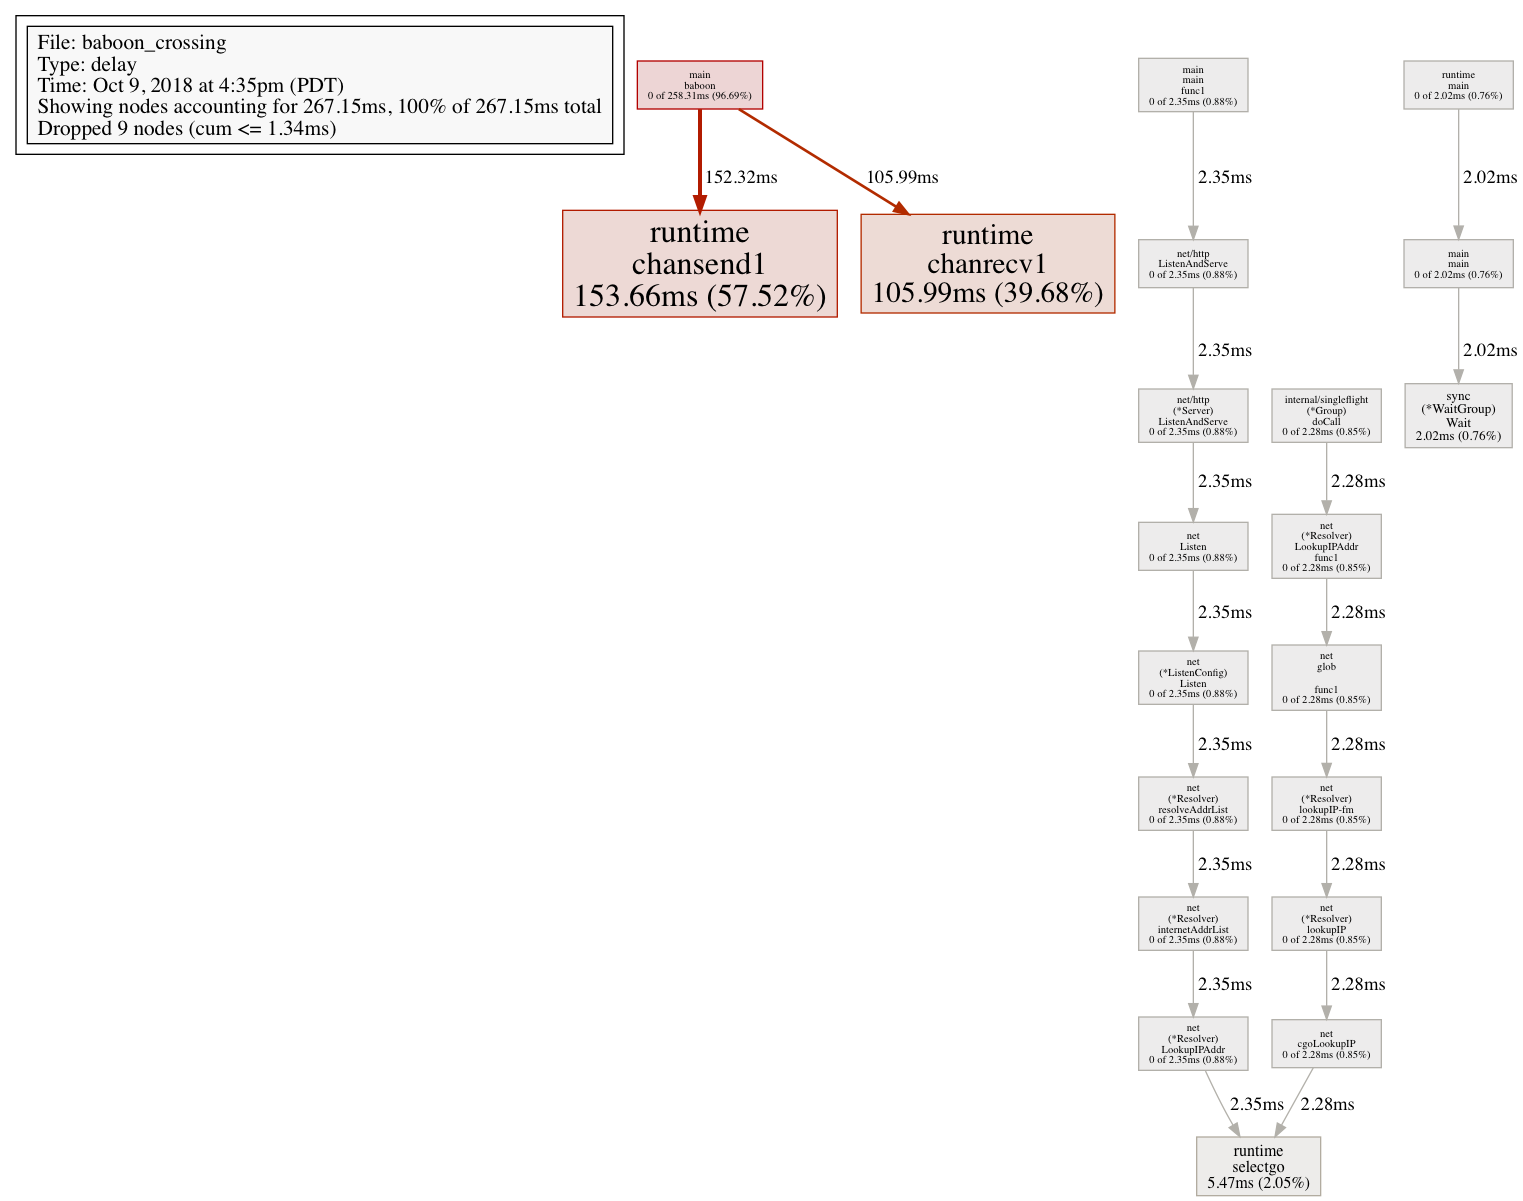 File: baboon_crossing
Type: delay
Time: Oct 9, 2018 at 4:35pm (PDT)
Showing nodes accounting for 267.15ms, 100% of 267.15ms total
Dropped 9 nodes (cum <= 1.34ms)
main
baboon
0 of 258.31ms (96.69%)
152.32ms
105.99ms
runtime
chansend1
153.66ms (57.52%)
runtime
chanrecv1
105.99ms (39.68%)
main
main
func1
0 of 2.35ms (0.88%)
2.35ms
net/http
ListenAndServe
0 of 2.35ms (0.88%)
2.35ms
net/http
(*Server)
ListenAndServe
0 of 2.35ms (0.88%)
2.35ms
net
Listen
0 of 2.35ms (0.88%)
2.35ms
net
(*ListenConfig)
Listen
0 of 2.35ms (0.88%)
2.35ms
net
(*Resolver)
resolveAddrList
0 of 2.35ms (0.88%)
2.35ms
net
(*Resolver)
internetAddrList
0 of 2.35ms (0.88%)
2.35ms
net
(*Resolver)
LookupIPAddr
0 of 2.35ms (0.88%)
2.35ms
internal/singleflight
(*Group)
doCall
0 of 2.28ms (0.85%)
2.28ms
net
(*Resolver)
LookupIPAddr
func1
0 of 2.28ms (0.85%)
2.28ms
net
glob
func1
0 of 2.28ms (0.85%)
2.28ms
net
(*Resolver)
lookupIP-fm
0 of 2.28ms (0.85%)
2.28ms
net
(*Resolver)
lookupIP
0 of 2.28ms (0.85%)
2.28ms
net
cgoLookupIP
0 of 2.28ms (0.85%)
2.28ms
runtime
selectgo
5.47ms (2.05%)
runtime
main
0 of 2.02ms (0.76%)
2.02ms
main
main
0 of 2.02ms (0.76%)
2.02ms
sync
(*WaitGroup)
Wait
2.02ms (0.76%)